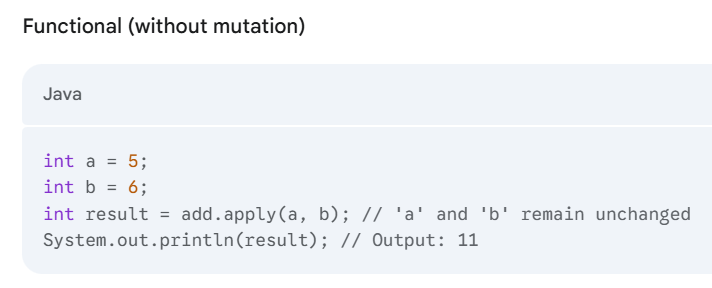 Functional (without mutation)
Java
int a = 5;
int b = 6;
int result = add.apply(a, b); // 'a' and 'b' remain unchanged
System.out.println(result); // Output: 11